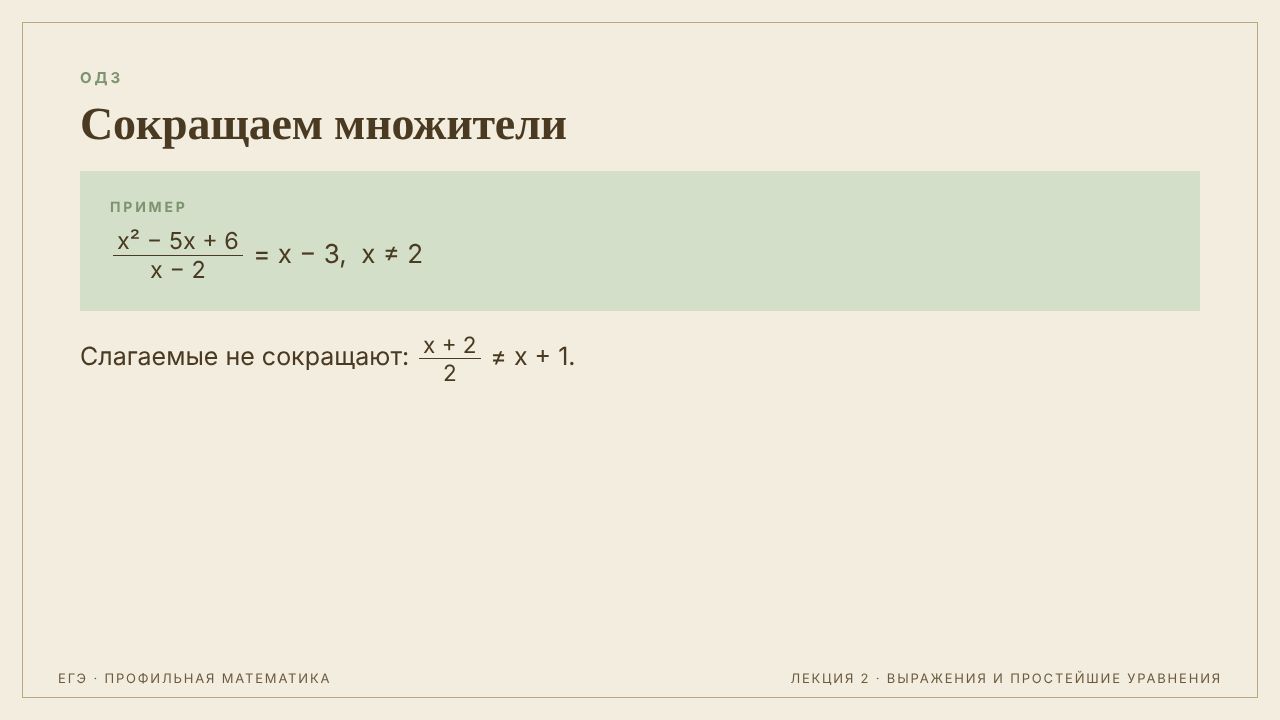 ОДЗ
Сокращаем множители
ПРИМЕР
x² − 5x + 6
x − 2
= x − 3, x ≠ 2
Слагаемые не сокращают: x + 2 / 2 ≠ x + 1.
ЕГЭ · ПРОФИЛЬНАЯ МАТЕМАТИКА
ЛЕКЦИЯ 2 · ВЫРАЖЕНИЯ И ПРОСТЕЙШИЕ УРАВНЕНИЯ